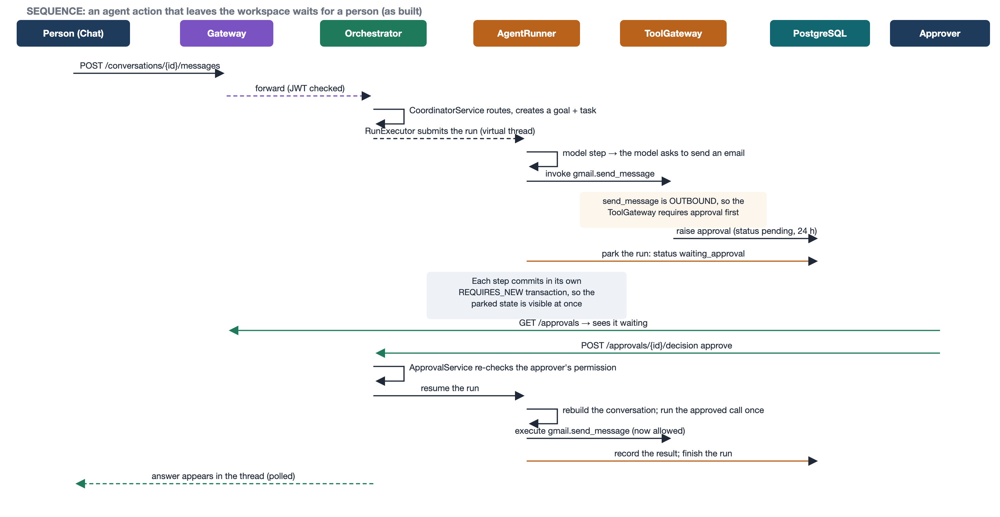 SEQUENCE: an agent action that leaves the workspace waits for a person (as built)
Person (Chat)
Gateway
Orchestrator
AgentRunner
ToolGateway
PostgreSQL
Approver
POST /conversations/{id}/messages
forward (JWT checked)
CoordinatorService routes, creates a goal + task
RunExecutor submits the run (virtual thread)
model step → the model asks to send an email
invoke gmail.send_message
send_message is OUTBOUND, so the
ToolGateway requires approval first
raise approval (status pending, 24 h)
park the run: status waiting_approval
Each step commits in its own
REQUIRES_NEW transaction, so the
parked state is visible at once
GET /approvals → sees it waiting
POST /approvals/{id}/decision approve
ApprovalService re-checks the approver's permission
resume the run
rebuild the conversation; run the approved call once
execute gmail.send_message (now allowed)
record the result; finish the run
answer appears in the thread (polled)